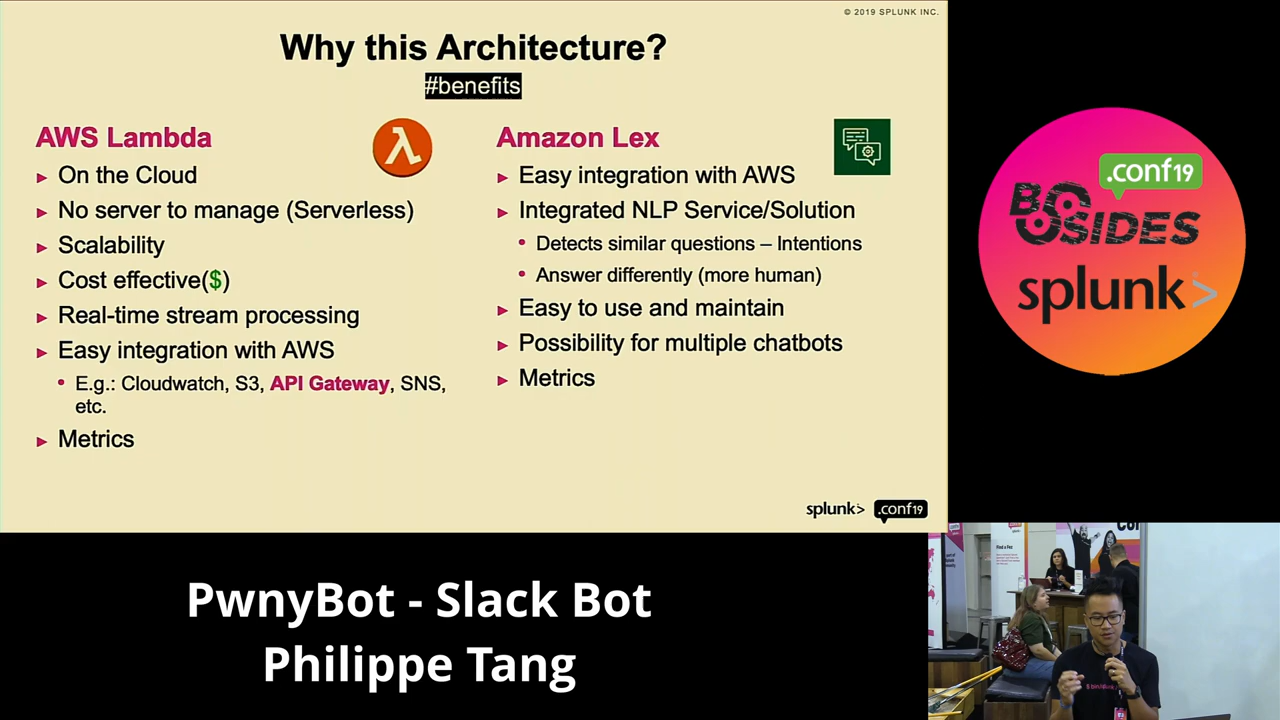 © 2019 SPLUNK INC.
Why this Architecture?
#benefits
AWS Lambda
► On the Cloud
► No server to manage (Serverless)
► Scalability
► Cost effective($)
► Real-time stream processing
► Easy integration with AWS
• E.g.: Cloudwatch, S3, API Gateway, SNS,
etc.
► Metrics
Amazon Lex
► Easy integration with AWS
► Integrated NLP Service/Solution
• Detects similar questions – Intentions
• Answer differently (more human)
► Easy to use and maintain
► Possibility for multiple chatbots
► Metrics
splunk> .conf19
.conf19
BOSSIDES
splunk>
PwnyBot - Slack Bot
Philippe Tang